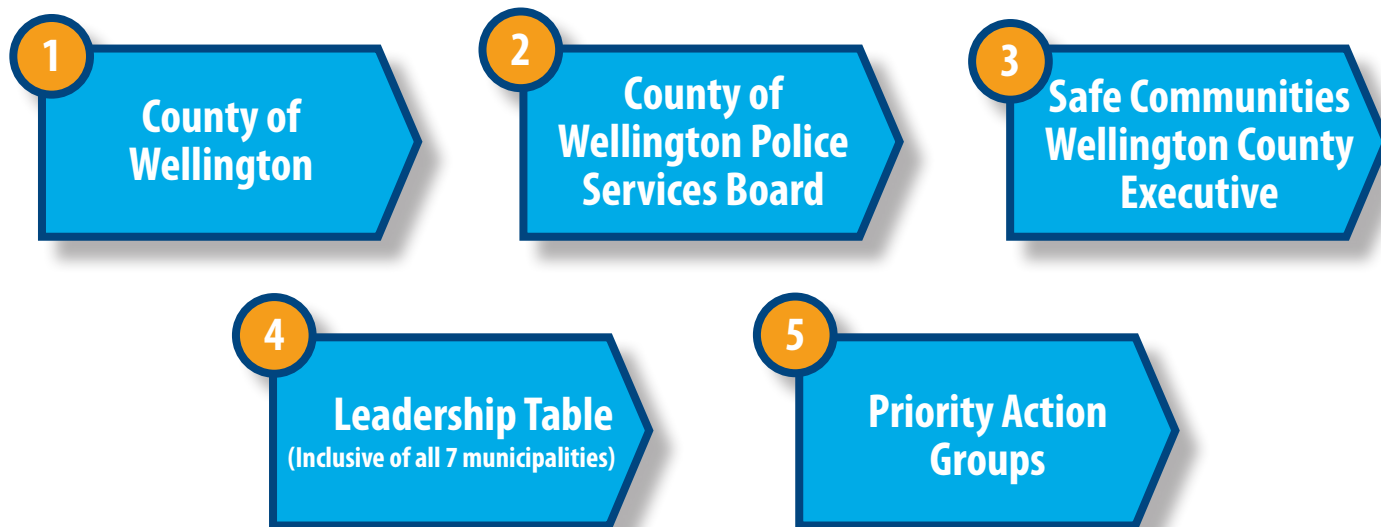 1
County of
Wellington
2
County of
Wellington Police
Services Board
3
Safe Communities
Wellington County
Executive
4
Leadership Table
(Inclusive of all 7 municipalities)
5
Priority Action
Groups